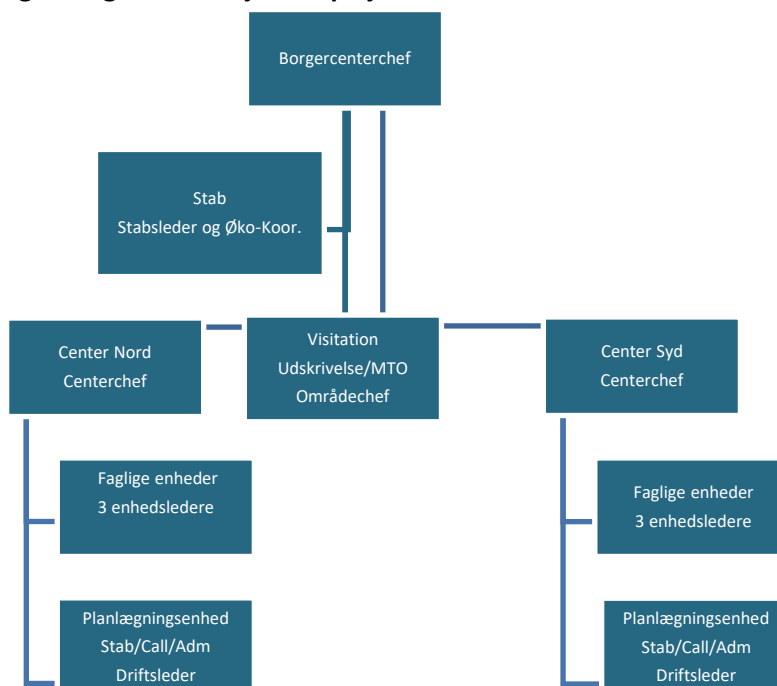 Borgercenterchef
Stab
Stabsleder og Øko-Koor.
Center Nord
Centerchef
Visitation
Udskrivelse/MTO
Områdechef
Center Syd
Centerchef
Faglige enheder
3 enhedsledere
Faglige enheder
3 enhedsledere
Planlægningsenhed
Stab/Call/Adm
Driftsleder
Planlægningsenhed
Stab/Call/Adm
Driftsleder